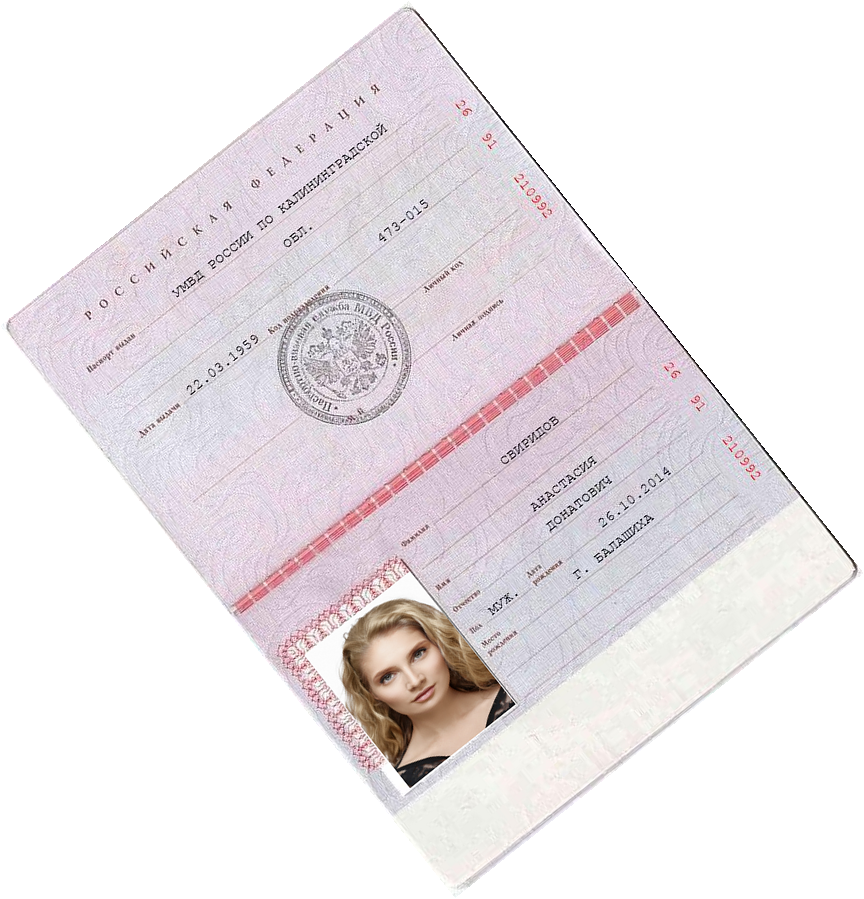 РОССИЙСКАЯ ФЕДЕРАЦИЯ
26 91 210992
Паспорт выдан
УМВД РОССИИ ПО КАЛИНИНГРАДСКОЙ
ОБЛ.
Дата выдачи 22.03.1959 Код подразделения 473-015
Личный код
Личная подпись
Паспортно-визовая служба МВД России
26 91 210992
Фамилия СВИРИДОВ
Имя АНАСТАСИЯ
Отчество ДОНАТОВИЧ
Пол МУЖ. Дата рождения 26.10.2014
Место рождения Г. БАЛАШИХА